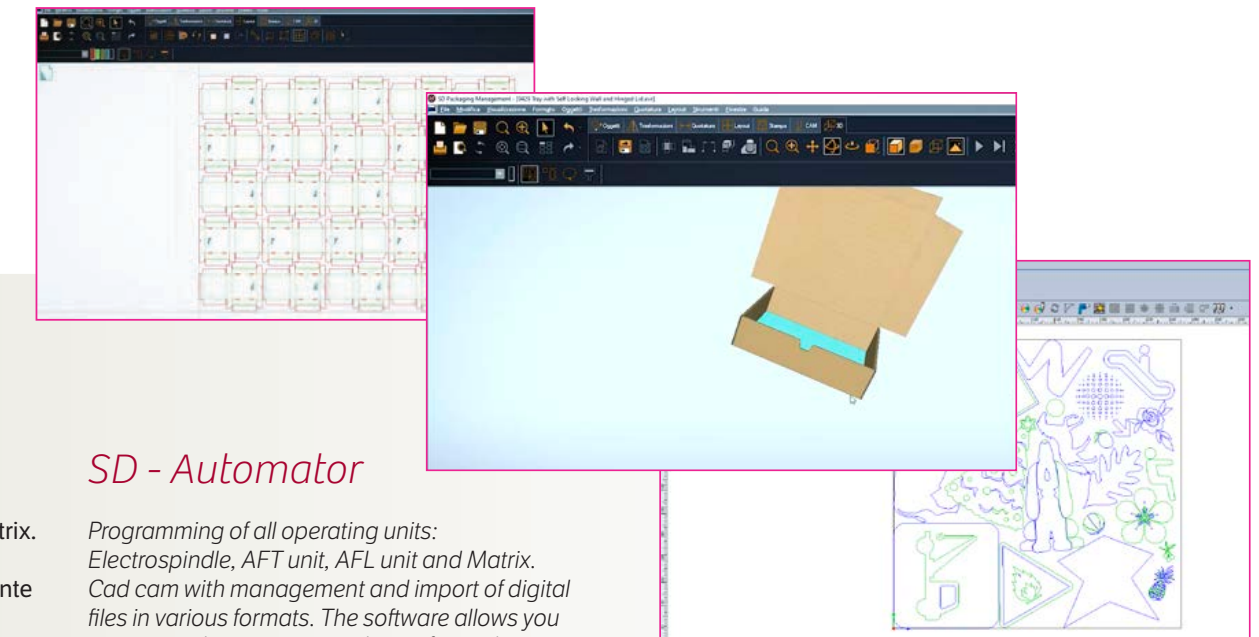 SD Packaging Management - [0425 Tray with Self Locking Wall and Hinged Lid.evd]
File Modifica Visualizzazione Formato Oggetti Trasformazioni Quotature Layout Strumenti Finestre Guida
Oggetti Trasformazioni Quotature Layout Stampa CAM 3D
SD - Automator
trix.
nte
Programming of all operating units:
Electrospindle, AFT unit, AFL unit and Matrix.
Cad cam with management and import of digital
files in various formats. The software allows you